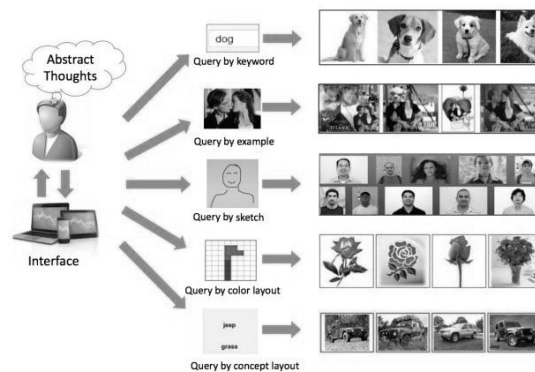 Abstract
Thoughts
Interface
dog
Query by keyword
Query by example
Query by sketch
Query by color layout
jeep
grass
Query by concept layout